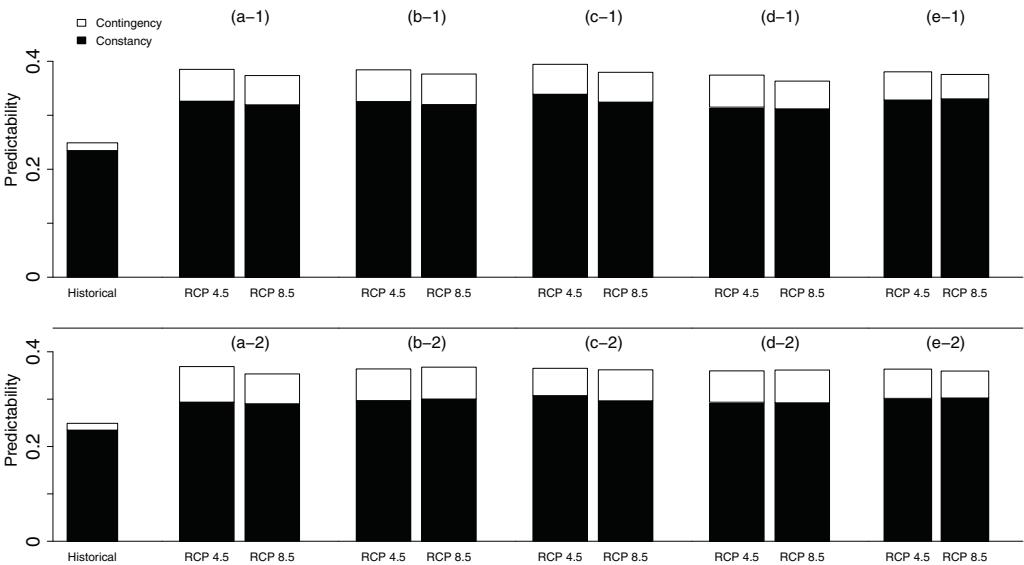 (a−1) (b−1) (c−1) (d−1) (e−1)
Contingency
Constancy
Predictability
0.4
0.2
0
Historical RCP 4.5 RCP 8.5 RCP 4.5 RCP 8.5 RCP 4.5 RCP 8.5 RCP 4.5 RCP 8.5 RCP 4.5 RCP 8.5
(a−2) (b−2) (c−2) (d−2) (e−2)
Predictability
0.4
0.2
0
Historical RCP 4.5 RCP 8.5 RCP 4.5 RCP 8.5 RCP 4.5 RCP 8.5 RCP 4.5 RCP 8.5 RCP 4.5 RCP 8.5